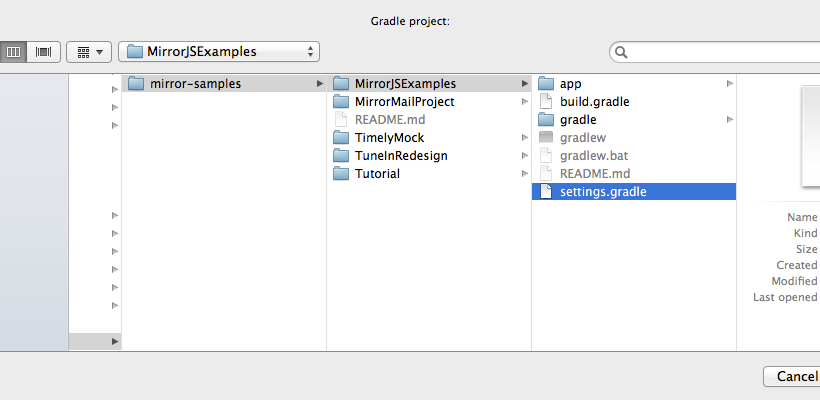 Gradle project:
MirrorJSExamples
mirror-samples
MirrorJSExamples
MirrorMailProject
README.md
TimelyMock
TuneInRedesign
Tutorial
app
build.gradle
gradle
gradlew
gradlew.bat
README.md
settings.gradle
Name
Kind
Size
Created
Modified
Last opened
Cancel